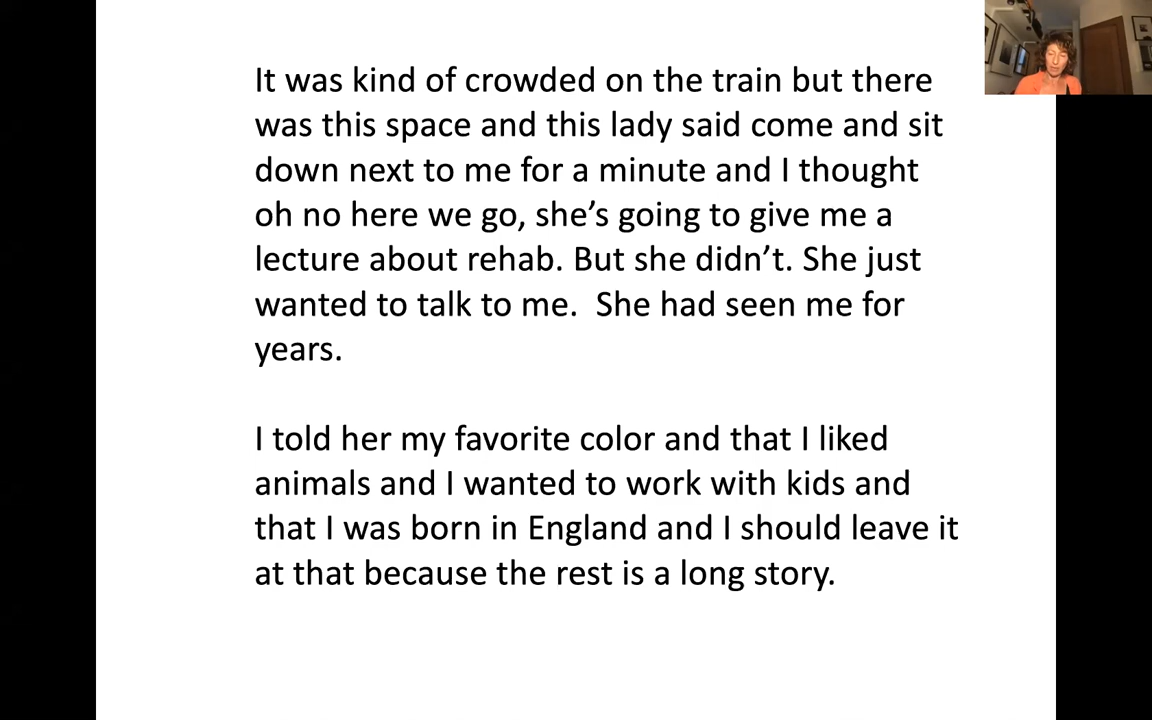 It was kind of crowded on the train but there
was this space and this lady said come and sit
down next to me for a minute and I thought
oh no here we go, she’s going to give me a
lecture about rehab. But she didn’t. She just
wanted to talk to me.  She had seen me for
years.
I told her my favorite color and that I liked
animals and I wanted to work with kids and
that I was born in England and I should leave it
at that because the rest is a long story.